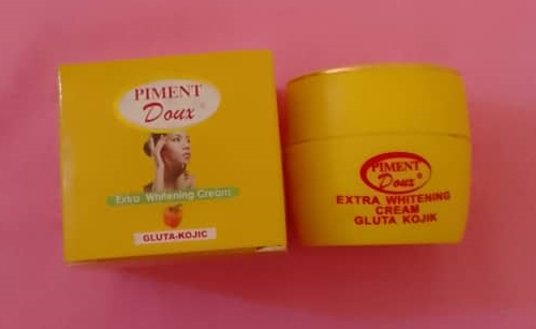 PIMENT
Doux®
Extra Whitening Cream
GLUTA-KOJIC
PIMENT
Doux®
EXTRA WHITENING
CREAM
GLUTA KOJIK